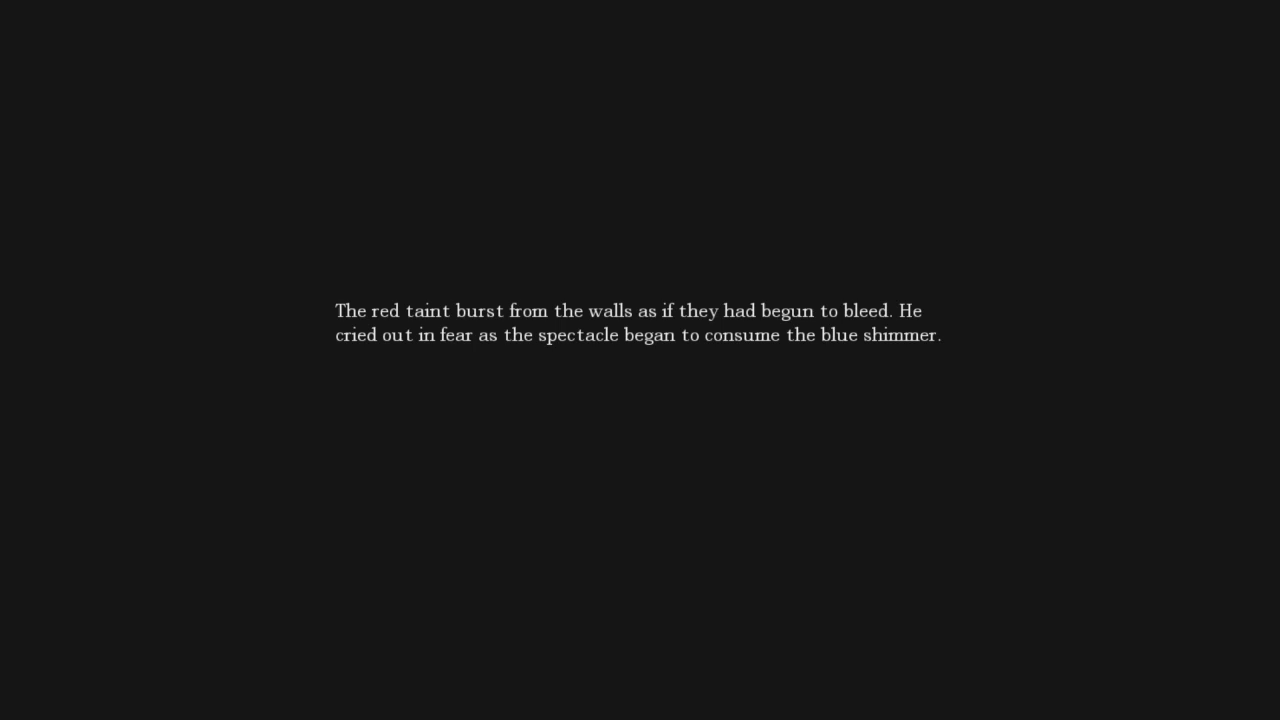 The red taint burst from the walls as if they had begun to bleed. He
cried out in fear as the spectacle began to consume the blue shimmer.